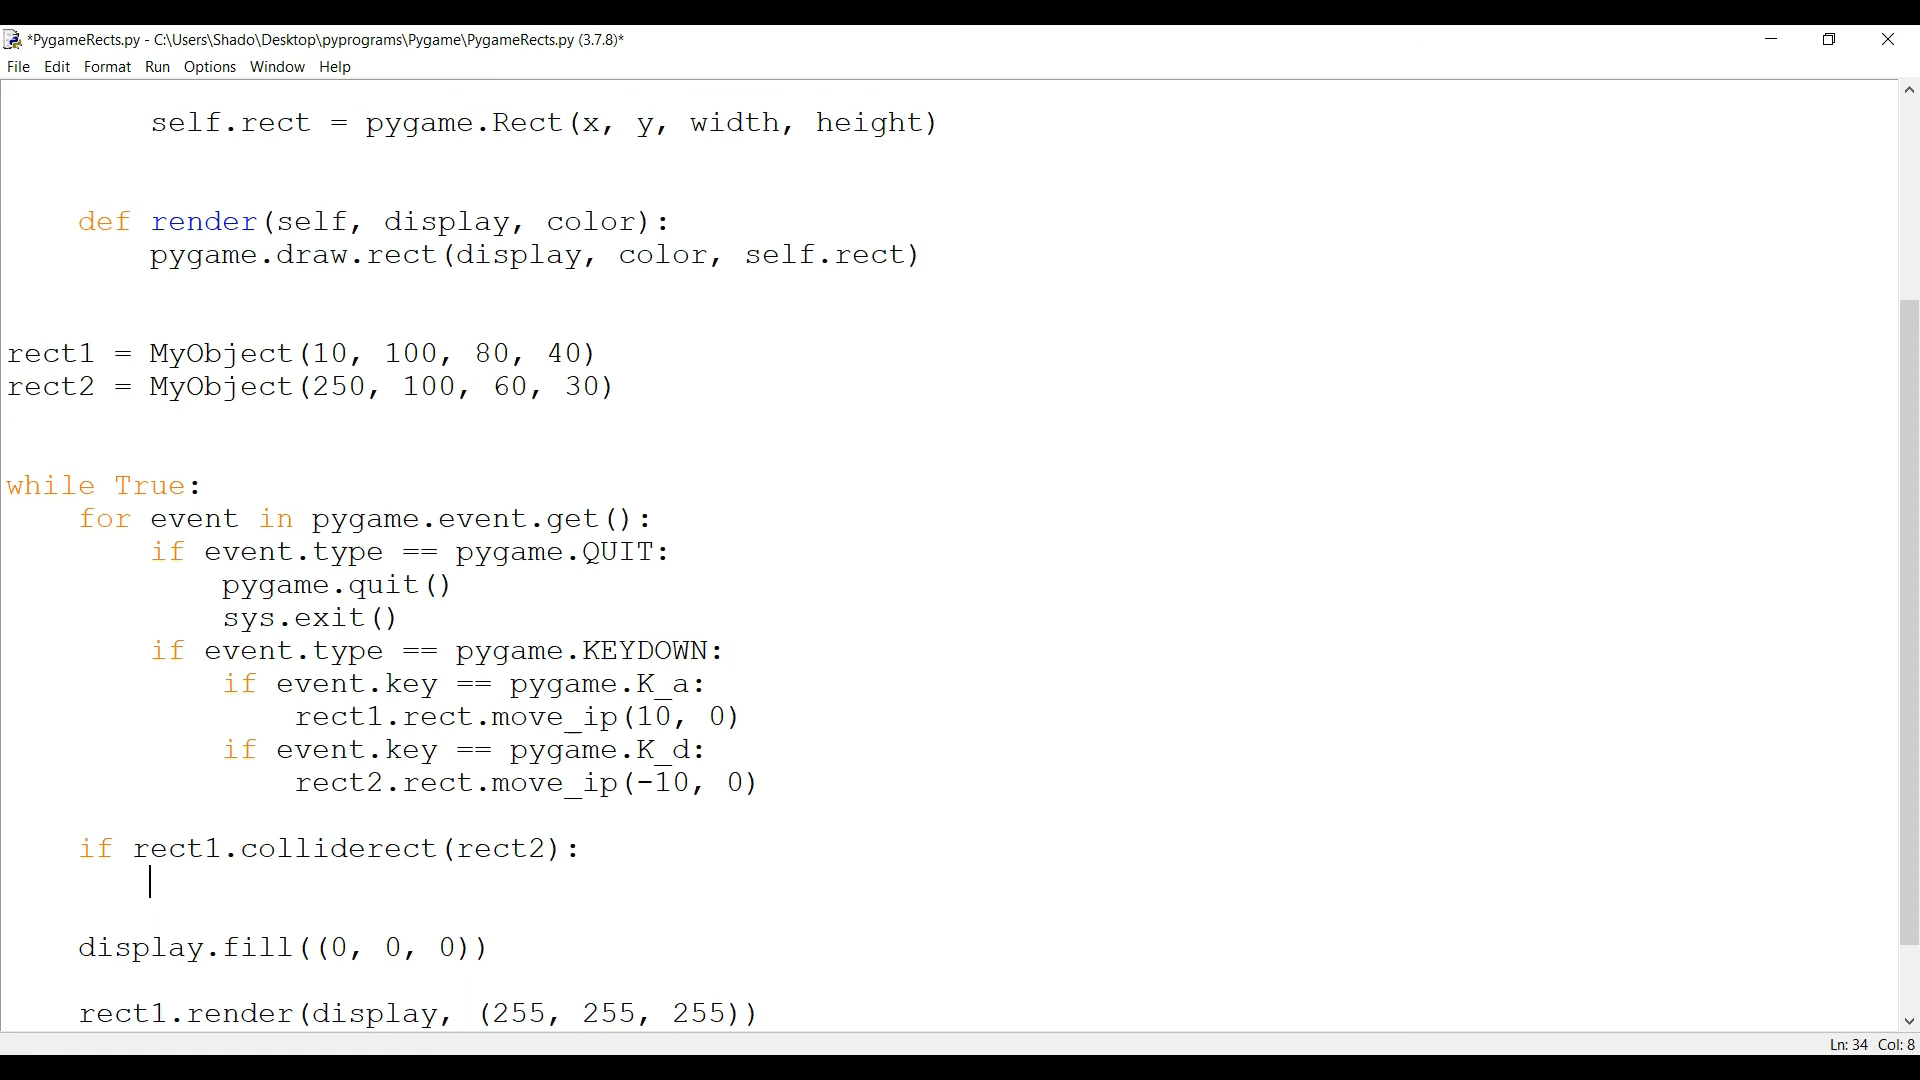 *PygameRects.py - C:\Users\Shado\Desktop\pyprograms\Pygame\PygameRects.py (3.7.8)*
File Edit Format Run Options Window Help
        self.rect = pygame.Rect(x, y, width, height)
    def render(self, display, color):
        pygame.draw.rect(display, color, self.rect)
rect1 = MyObject(10, 100, 80, 40)
rect2 = MyObject(250, 100, 60, 30)
while True:
    for event in pygame.event.get():
        if event.type == pygame.QUIT:
            pygame.quit()
            sys.exit()
        if event.type == pygame.KEYDOWN:
            if event.key == pygame.K_a:
                rect1.rect.move_ip(10, 0)
            if event.key == pygame.K_d:
                rect2.rect.move_ip(-10, 0)
    if rect1.colliderect(rect2):
    display.fill((0, 0, 0))
    rect1.render(display, (255, 255, 255))
Ln: 34 Col: 8